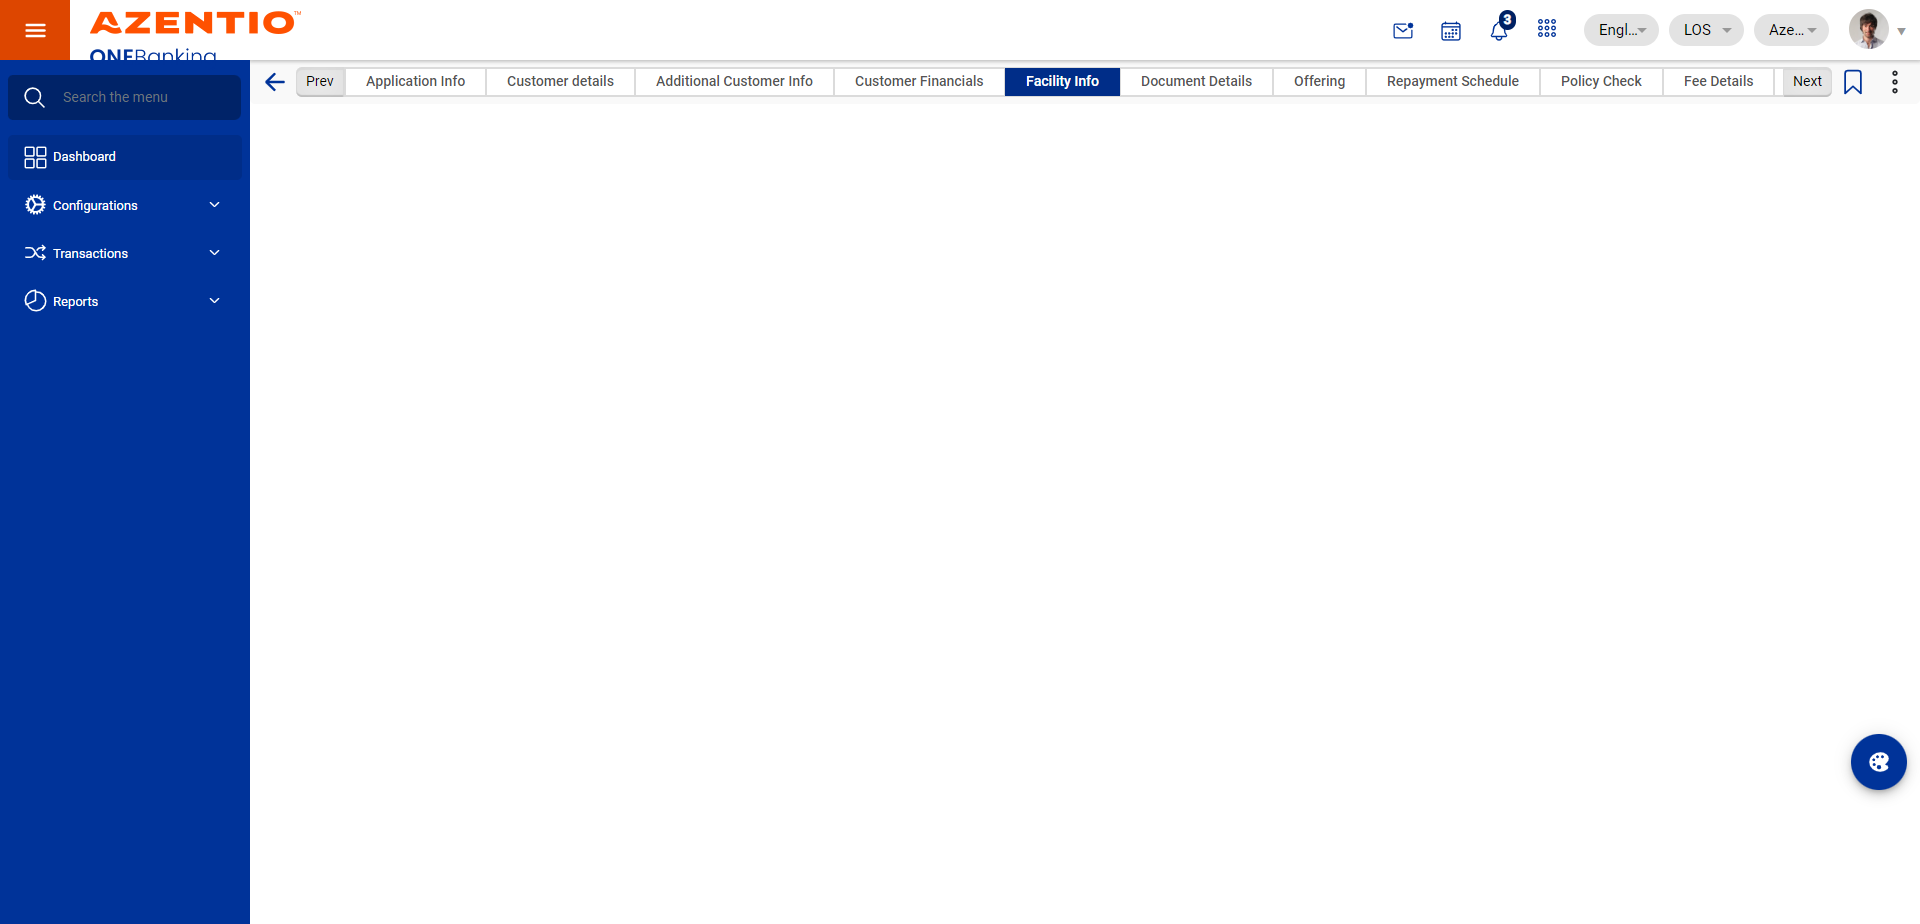 AZENTIO™
ONEBanking
3
Engl...
LOS
Aze...
Search the menu
Prev
Application Info
Customer details
Additional Customer Info
Customer Financials
Facility Info
Document Details
Offering
Repayment Schedule
Policy Check
Fee Details
Next
Dashboard
Configurations
Transactions
Reports